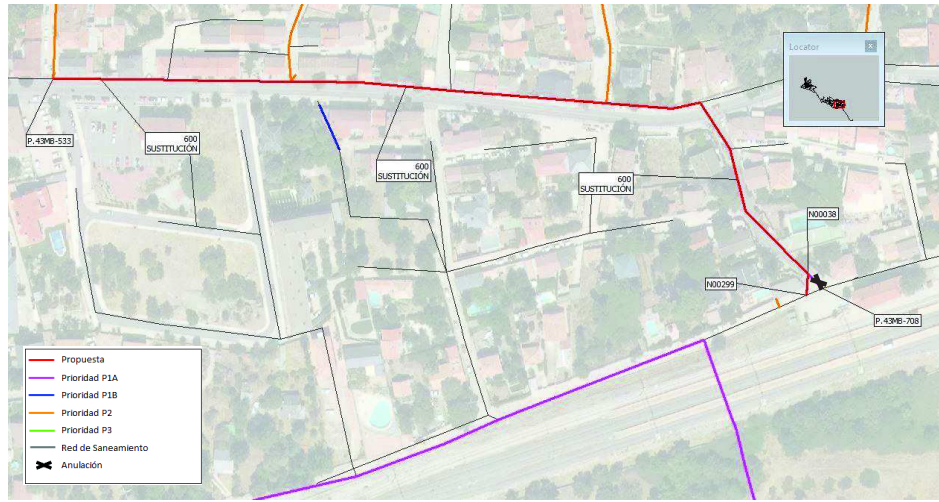 Locator
x
P.43MB-533
600
SUSTITUCIÓN
600
SUSTITUCIÓN
600
SUSTITUCIÓN
N00038
N00299
P.43MB-708
Propuesta
Prioridad P1A
Prioridad P1B
Prioridad P2
Prioridad P3
Red de Saneamiento
Anulación